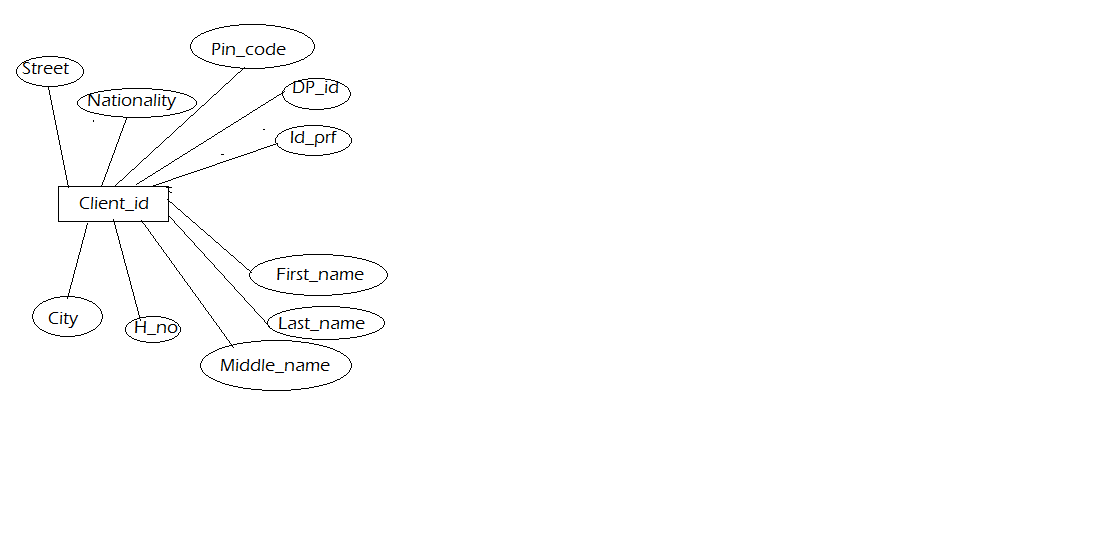 Pin_code
Street
DP_id
Nationality
Id_prf
Client_id
First_name
City
H_no
Last_name
Middle_name